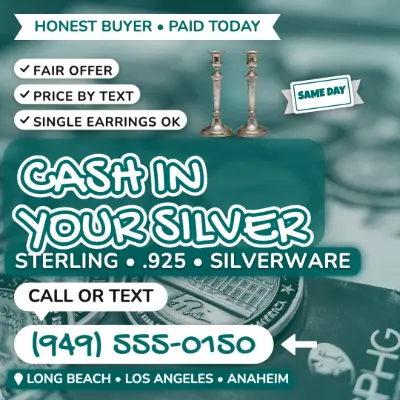 HONEST BUYER • PAID TODAY
FAIR OFFER
PRICE BY TEXT
SINGLE EARRINGS OK
SAME DAY
CASH IN
YOUR SILVER
STERLING • .925 • SILVERWARE
CALL OR TEXT
(949) 555-0150
LONG BEACH • LOS ANGELES • ANAHEIM